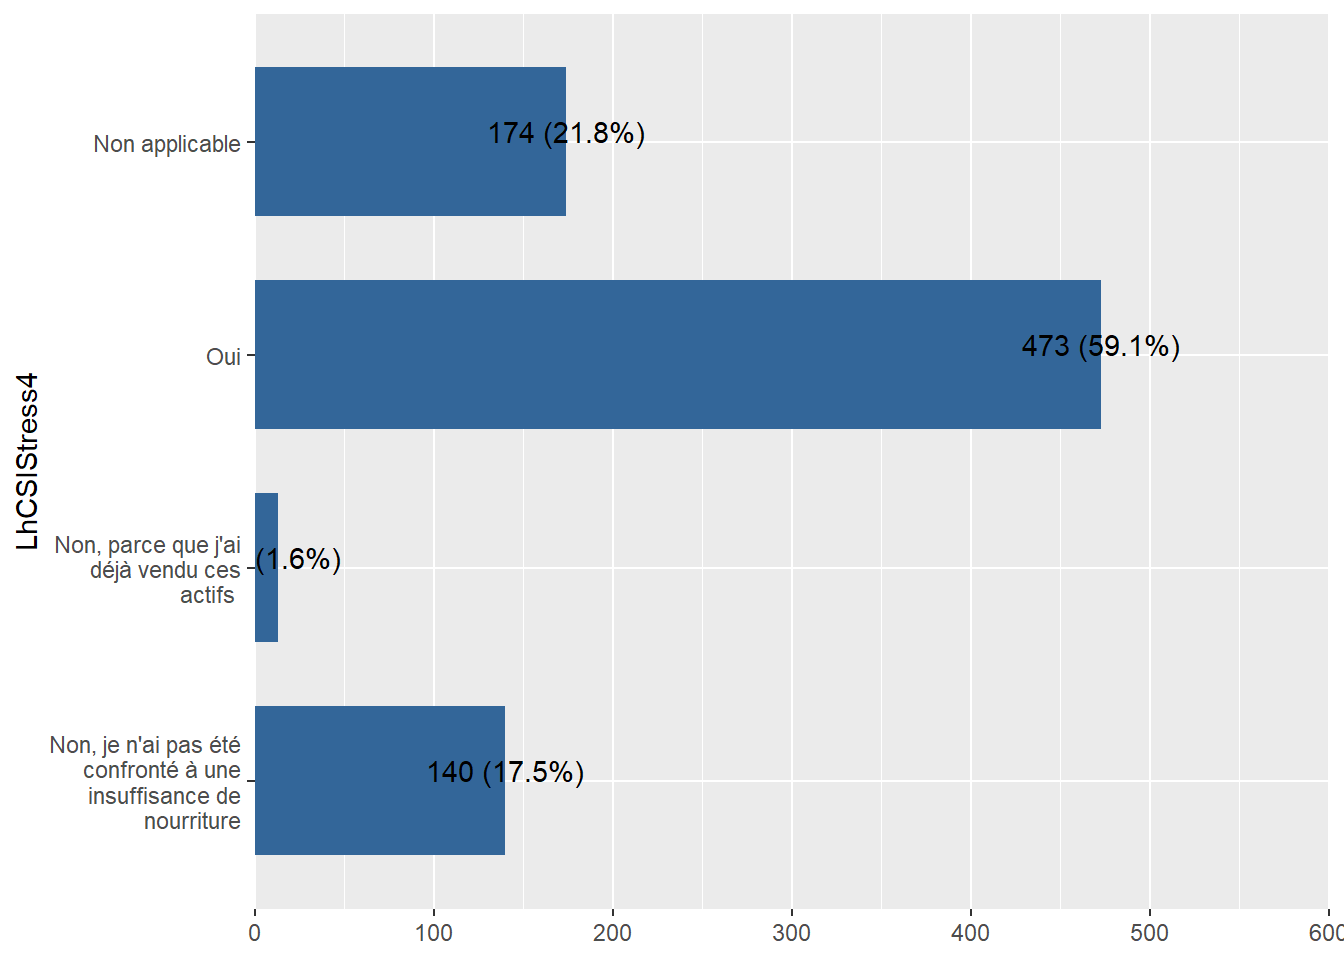 LhCSIStress4
Non applicable
174 (21.8%)
Oui
473 (59.1%)
Non, parce que j'ai
déjà vendu ces
actifs
(1.6%)
Non, je n'ai pas été
confronté à une
insuffisance de
nourriture
140 (17.5%)
0 100 200 300 400 500 600